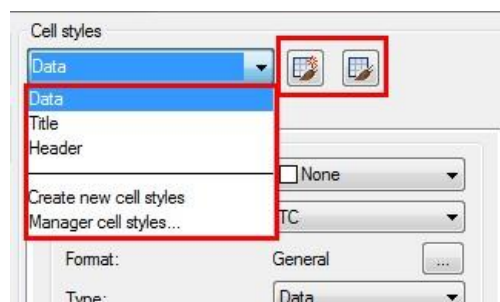 Cell styles
Data
Data
Title
Header
Create new cell styles
Manager cell styles...
None
TC
Format: General ...
Type: Data